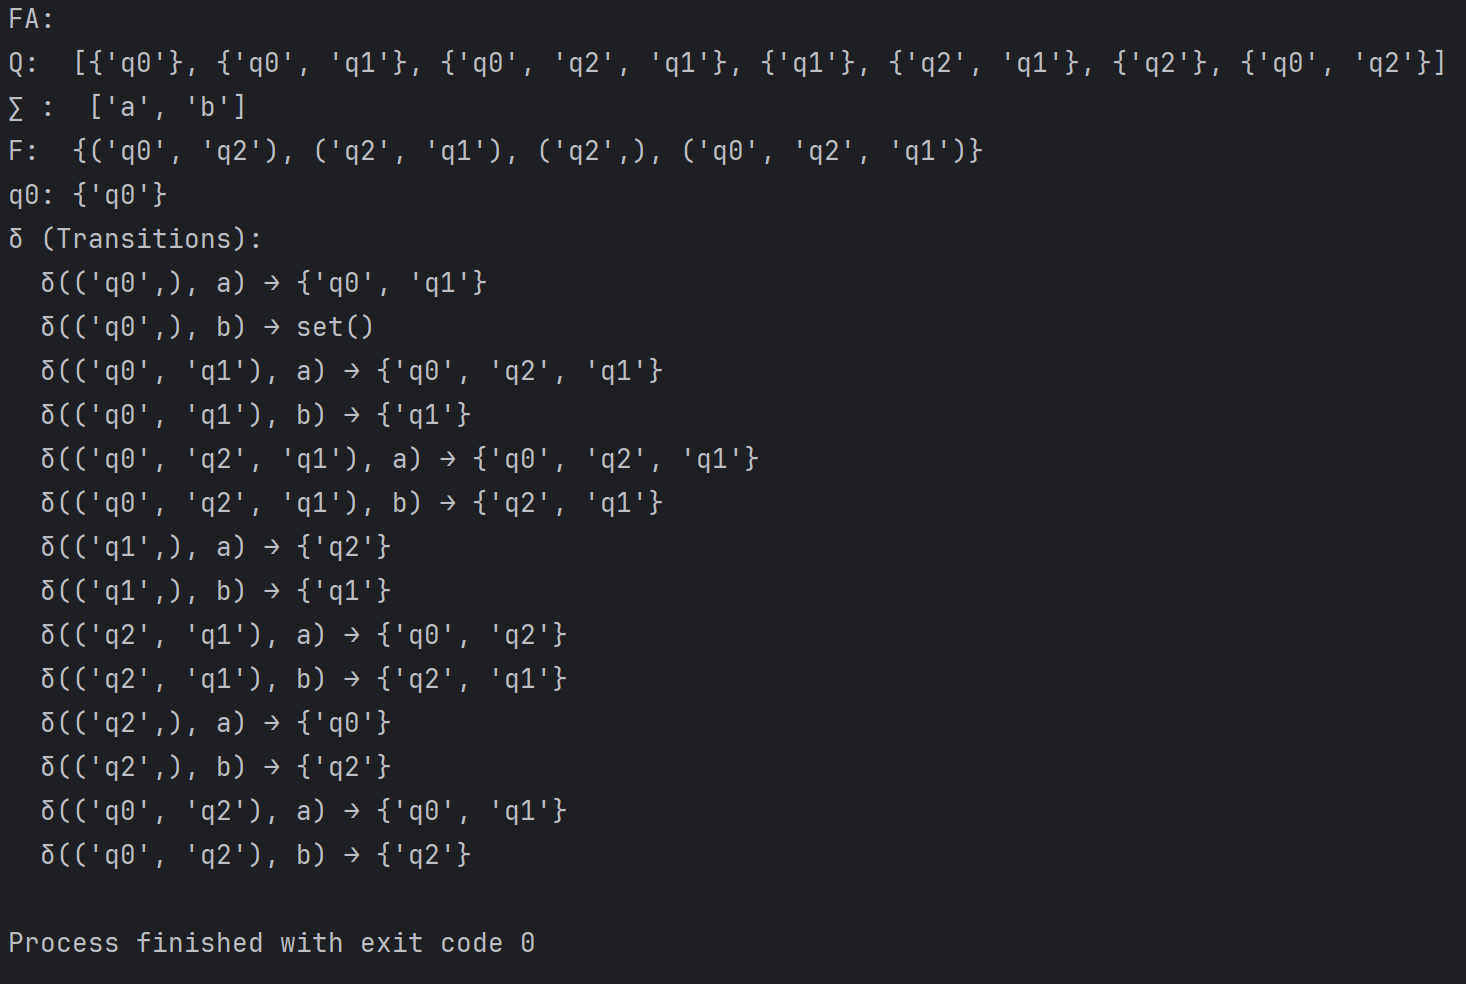 FA:
Q:  [{'q0'}, {'q0', 'q1'}, {'q0', 'q2', 'q1'}, {'q1'}, {'q2', 'q1'}, {'q2'}, {'q0', 'q2'}]
∑ :  ['a', 'b']
F:  {('q0', 'q2'), ('q2', 'q1'), ('q2',), ('q0', 'q2', 'q1')}
q0: {'q0'}
δ (Transitions):
  δ(('q0',), a) → {'q0', 'q1'}
  δ(('q0',), b) → set()
  δ(('q0', 'q1'), a) → {'q0', 'q2', 'q1'}
  δ(('q0', 'q1'), b) → {'q1'}
  δ(('q0', 'q2', 'q1'), a) → {'q0', 'q2', 'q1'}
  δ(('q0', 'q2', 'q1'), b) → {'q2', 'q1'}
  δ(('q1',), a) → {'q2'}
  δ(('q1',), b) → {'q1'}
  δ(('q2', 'q1'), a) → {'q0', 'q2'}
  δ(('q2', 'q1'), b) → {'q2', 'q1'}
  δ(('q2',), a) → {'q0'}
  δ(('q2',), b) → {'q2'}
  δ(('q0', 'q2'), a) → {'q0', 'q1'}
  δ(('q0', 'q2'), b) → {'q2'}

Process finished with exit code 0